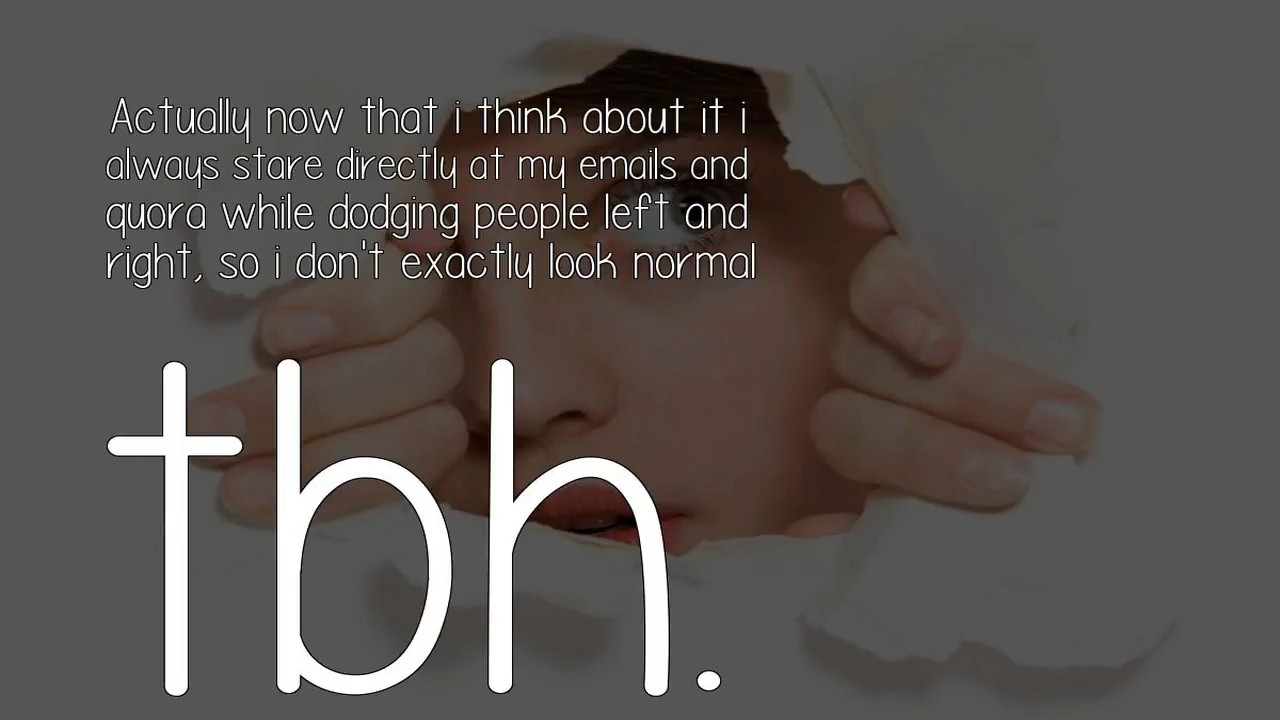 Actually now that i think about it i
always stare directly at my emails and
quora while dodging people left and
right, so i don't exactly look normal
tbh.